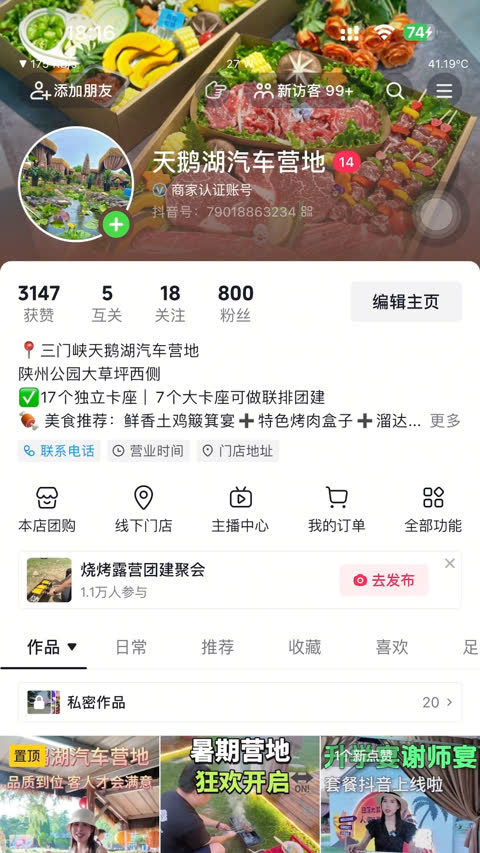 18:16
74
27 W
41.19℃
添加朋友
新访客 99+
天鹅湖汽车营地 14
商家认证账号
抖音号：79018863234
3147 5 18 800
获赞 互关 关注 粉丝
编辑主页
📍三门峡天鹅湖汽车营地
陕州公园大草坪西侧
✅17个独立卡座｜7个大卡座可做联排团建
🍗 美食推荐：鲜香土鸡簸箕宴➕特色烤肉盒子➕溜达... 更多
联系电话 营业时间 门店地址
本店团购 线下门店 主播中心 我的订单 全部功能
烧烤露营团建聚会
1.1万人参与
去发布
作品 日常 推荐 收藏 喜欢 足
私密作品 20
置顶
湖汽车营地
品质到位 客人才会满意
暑期营地
狂欢开启
ON!
1个新点赞
谢师宴
套餐抖音上线啦